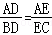 AD/BD = AE/EC